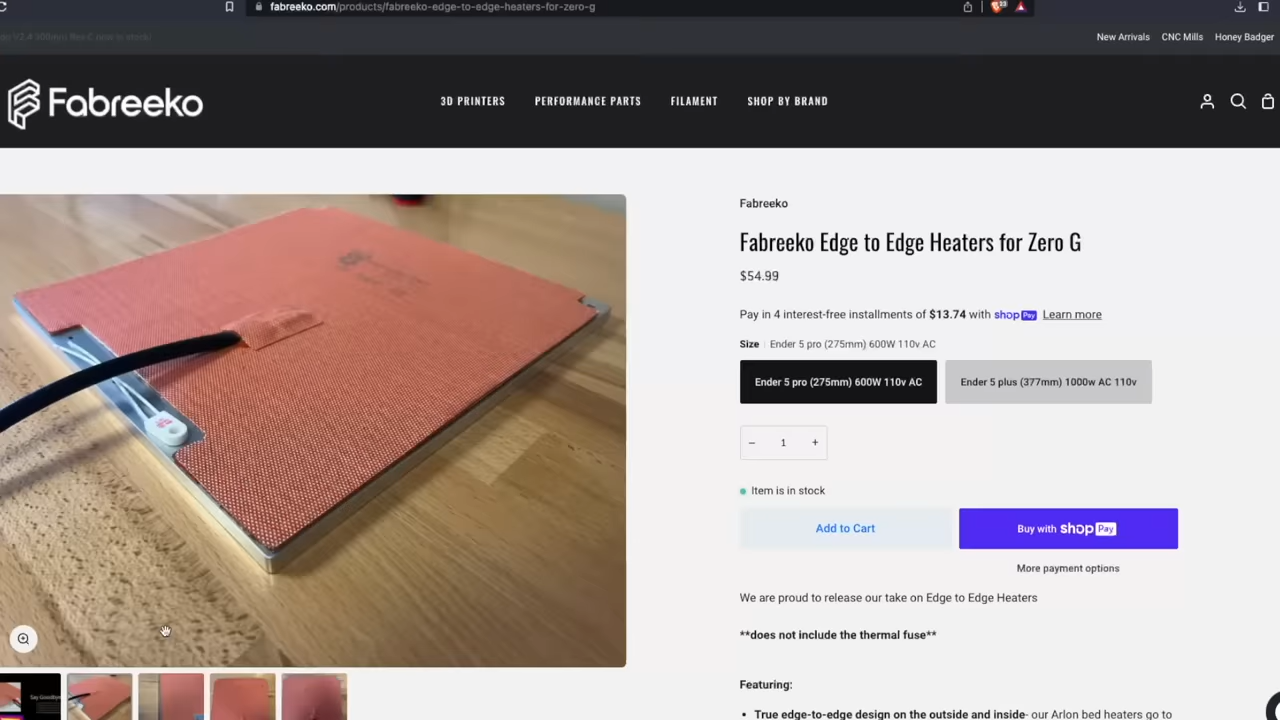 fabreeko.com/products/fabreeko-edge-to-edge-heaters-for-zero-g
New Arrivals CNC Mills Honey Badger
Fabreeko
3D PRINTERS PERFORMANCE PARTS FILAMENT SHOP BY BRAND
Fabreeko
Fabreeko Edge to Edge Heaters for Zero G
$54.99
Pay in 4 interest-free installments of $13.74 with shop Pay Learn more
Size Ender 5 pro (275mm) 600W 110v AC
Ender 5 pro (275mm) 600W 110v AC Ender 5 plus (377mm) 1000w AC 110v
− 1 +
Item is in stock
Add to Cart Buy with shop Pay
More payment options
We are proud to release our take on Edge to Edge Heaters
**does not include the thermal fuse**
Featuring:
• True edge-to-edge design on the outside and inside- our Arlon bed heaters go to